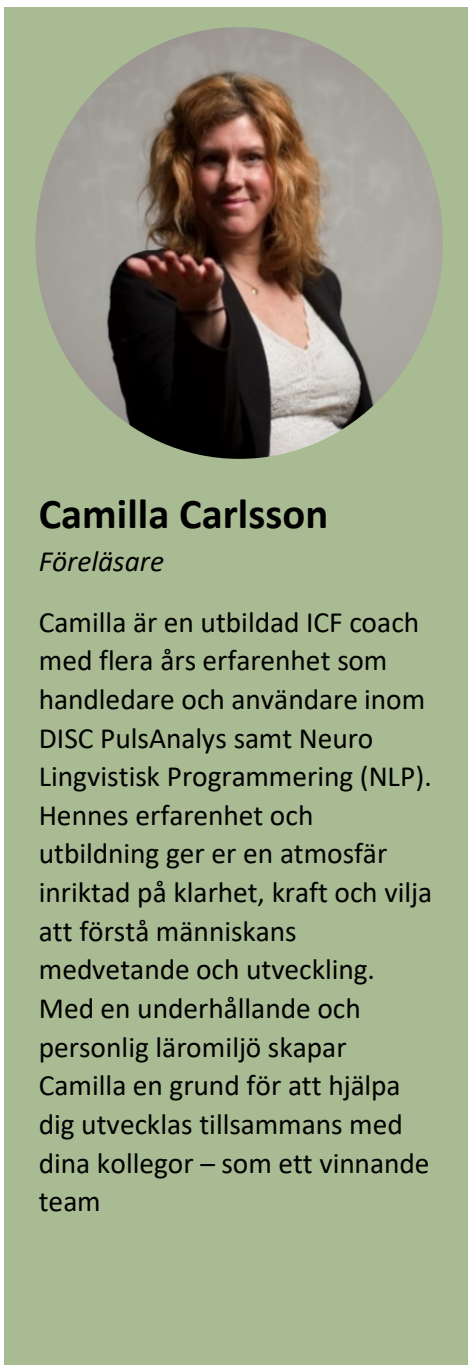 Camilla Carlsson
Föreläsare
Camilla är en utbildad ICF coach
med flera års erfarenhet som
handledare och användare inom
DISC PulsAnalys samt Neuro
Lingvistisk Programmering (NLP).
Hennes erfarenhet och
utbildning ger er en atmosfär
inriktad på klarhet, kraft och vilja
att förstå människans
medvetande och utveckling.
Med en underhållande och
personlig läromiljö skapar
Camilla en grund för att hjälpa
dig utvecklas tillsammans med
dina kollegor – som ett vinnande
team